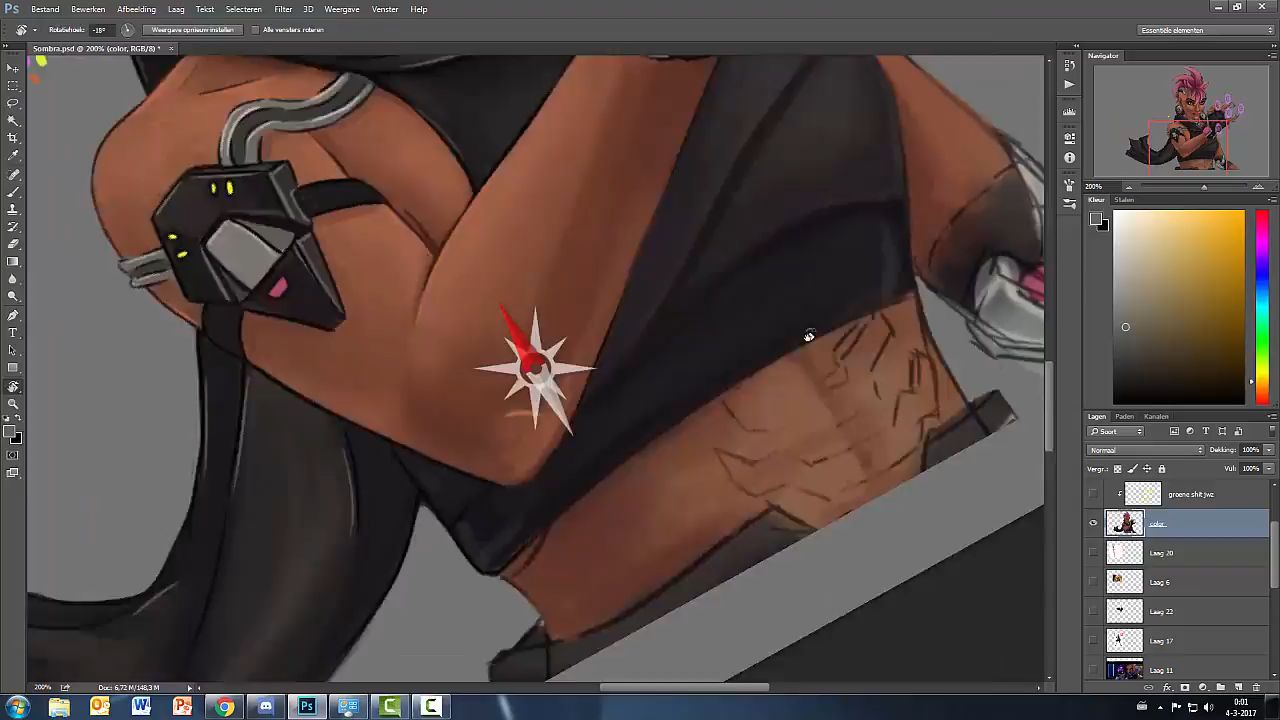 Ps Bestand Bewerken Afbeelding Laag Tekst Selecteren Filter 3D Weergave Venster Help
Rotatiehoek: -18° Weergave opnieuw instellen Alle vensters roteren Essentiële elementen
Sombra.psd @ 200% (color, RGB/8) * ×
Navigator
200%
Kleur Stalen
Lagen Paden Kanalen
Soort
Normaal Dekking: 100%
Vergr.: Vul: 100%
groene shit jwz
color
Laag 20
Laag 6
Laag 22
Laag 17
Laag 11
200% Doc: 6,72 M/148,3 M
0:01
4-3-2017